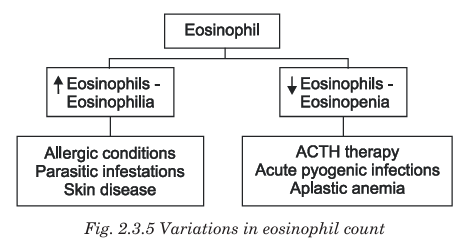 Eosinophil
↑ Eosinophils -
Eosinophilia
↓ Eosinophils -
Eosinopenia
Allergic conditions
Parasitic infestations
Skin disease
ACTH therapy
Acute pyogenic infections
Aplastic anemia
Fig. 2.3.5 Variations in eosinophil count